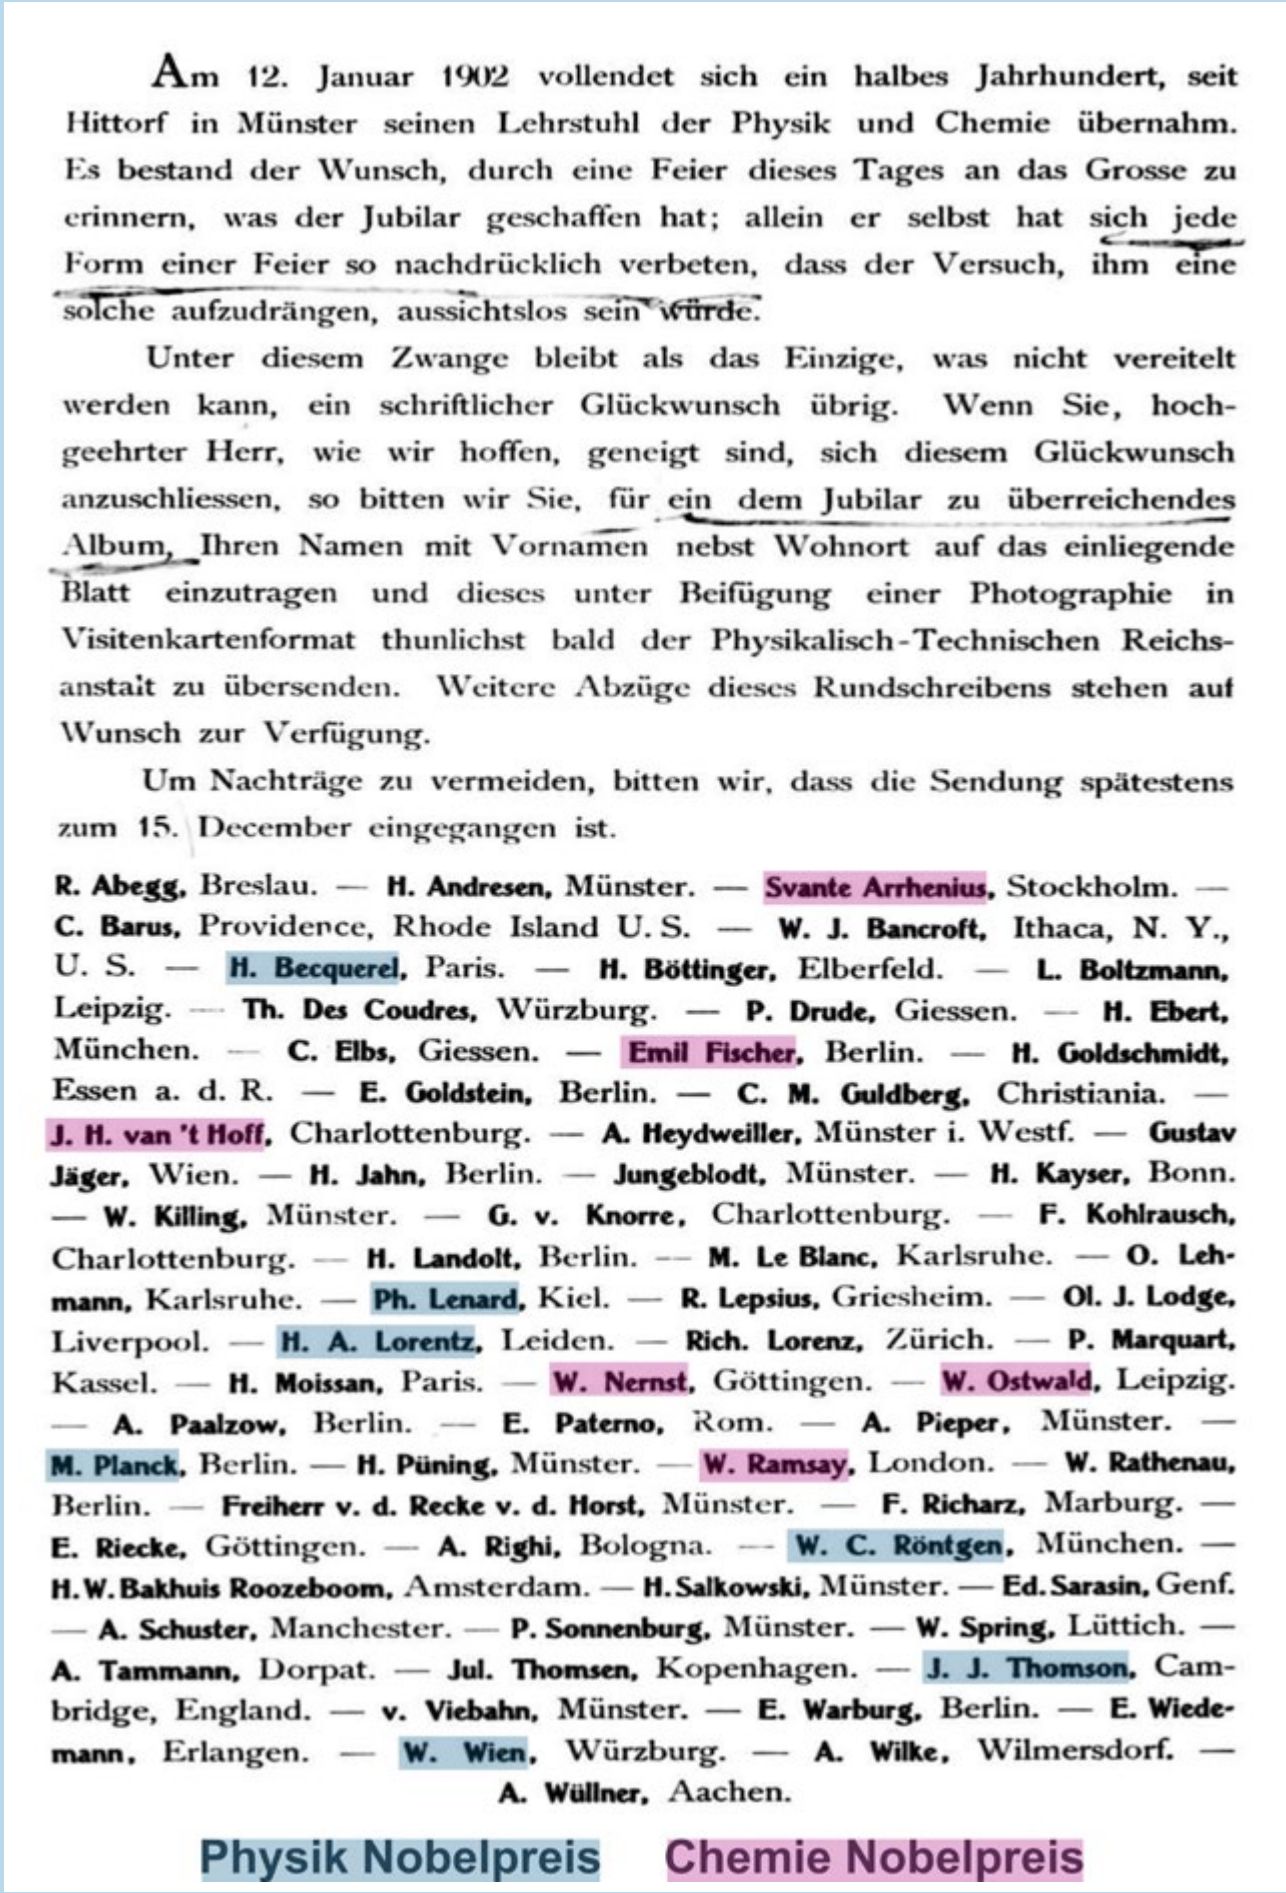 Am 12. Januar 1902 vollendet sich ein halbes Jahrhundert, seit
Hittorf in Münster seinen Lehrstuhl der Physik und Chemie übernahm.
Es bestand der Wunsch, durch eine Feier dieses Tages an das Grosse zu
erinnern, was der Jubilar geschaffen hat; allein er selbst hat sich jede
Form einer Feier so nachdrücklich verbeten, dass der Versuch, ihm eine
solche aufzudrängen, aussichtslos sein würde.
Unter diesem Zwange bleibt als das Einzige, was nicht vereitelt
werden kann, ein schriftlicher Glückwunsch übrig. Wenn Sie, hoch-
geehrter Herr, wie wir hoffen, geneigt sind, sich diesem Glückwunsch
anzuschliessen, so bitten wir Sie, für ein dem Jubilar zu überreichendes
Album, Ihren Namen mit Vornamen nebst Wohnort auf das einliegende
Blatt einzutragen und dieses unter Beifügung einer Photographie in
Visitenkartenformat thunlichst bald der Physikalisch-Technischen Reichs-
anstalt zu übersenden. Weitere Abzüge dieses Rundschreibens stehen auf
Wunsch zur Verfügung.
Um Nachträge zu vermeiden, bitten wir, dass die Sendung spätestens
zum 15. December eingegangen ist.
R. Abegg, Breslau. — H. Andresen, Münster. — Svante Arrhenius, Stockholm. —
C. Barus, Providence, Rhode Island U. S. — W. J. Bancroft, Ithaca, N. Y.,
U. S. — H. Becquerel, Paris. — H. Böttinger, Elberfeld. — L. Boltzmann,
Leipzig. — Th. Des Coudres, Würzburg. — P. Drude, Giessen. — H. Ebert,
München. — C. Elbs, Giessen. — Emil Fischer, Berlin. — H. Goldschmidt,
Essen a. d. R. — E. Goldstein, Berlin. — C. M. Guldberg, Christiania. —
J. H. van 't Hoff, Charlottenburg. — A. Heydweiller, Münster i. Westf. — Gustav
Jäger, Wien. — H. Jahn, Berlin. — Jungeblodt, Münster. — H. Kayser, Bonn.
— W. Killing, Münster. — G. v. Knorre, Charlottenburg. — F. Kohlrausch,
Charlottenburg. — H. Landolt, Berlin. — M. Le Blanc, Karlsruhe. — O. Leh-
mann, Karlsruhe. — Ph. Lenard, Kiel. — R. Lepsius, Griesheim. — Ol. J. Lodge,
Liverpool. — H. A. Lorentz, Leiden. — Rich. Lorenz, Zürich. — P. Marquart,
Kassel. — H. Moissan, Paris. — W. Nernst, Göttingen. — W. Ostwald, Leipzig.
— A. Paalzow, Berlin. — E. Paterno, Rom. — A. Pieper, Münster. —
M. Planck, Berlin. — H. Püning, Münster. — W. Ramsay, London. — W. Rathenau,
Berlin. — Freiherr v. d. Recke v. d. Horst, Münster. — F. Richarz, Marburg. —
E. Riecke, Göttingen. — A. Righi, Bologna. — W. C. Röntgen, München. —
H. W. Bakhuis Roozeboom, Amsterdam. — H. Salkowski, Münster. — Ed. Sarasin, Genf.
— A. Schuster, Manchester. — P. Sonnenburg, Münster. — W. Spring, Lüttich. —
A. Tammann, Dorpat. — Jul. Thomsen, Kopenhagen. — J. J. Thomson, Cam-
bridge, England. — v. Viebahn, Münster. — E. Warburg, Berlin. — E. Wiede-
mann, Erlangen. — W. Wien, Würzburg. — A. Wilke, Wilmersdorf. —
A. Wüllner, Aachen.
Physik Nobelpreis Chemie Nobelpreis